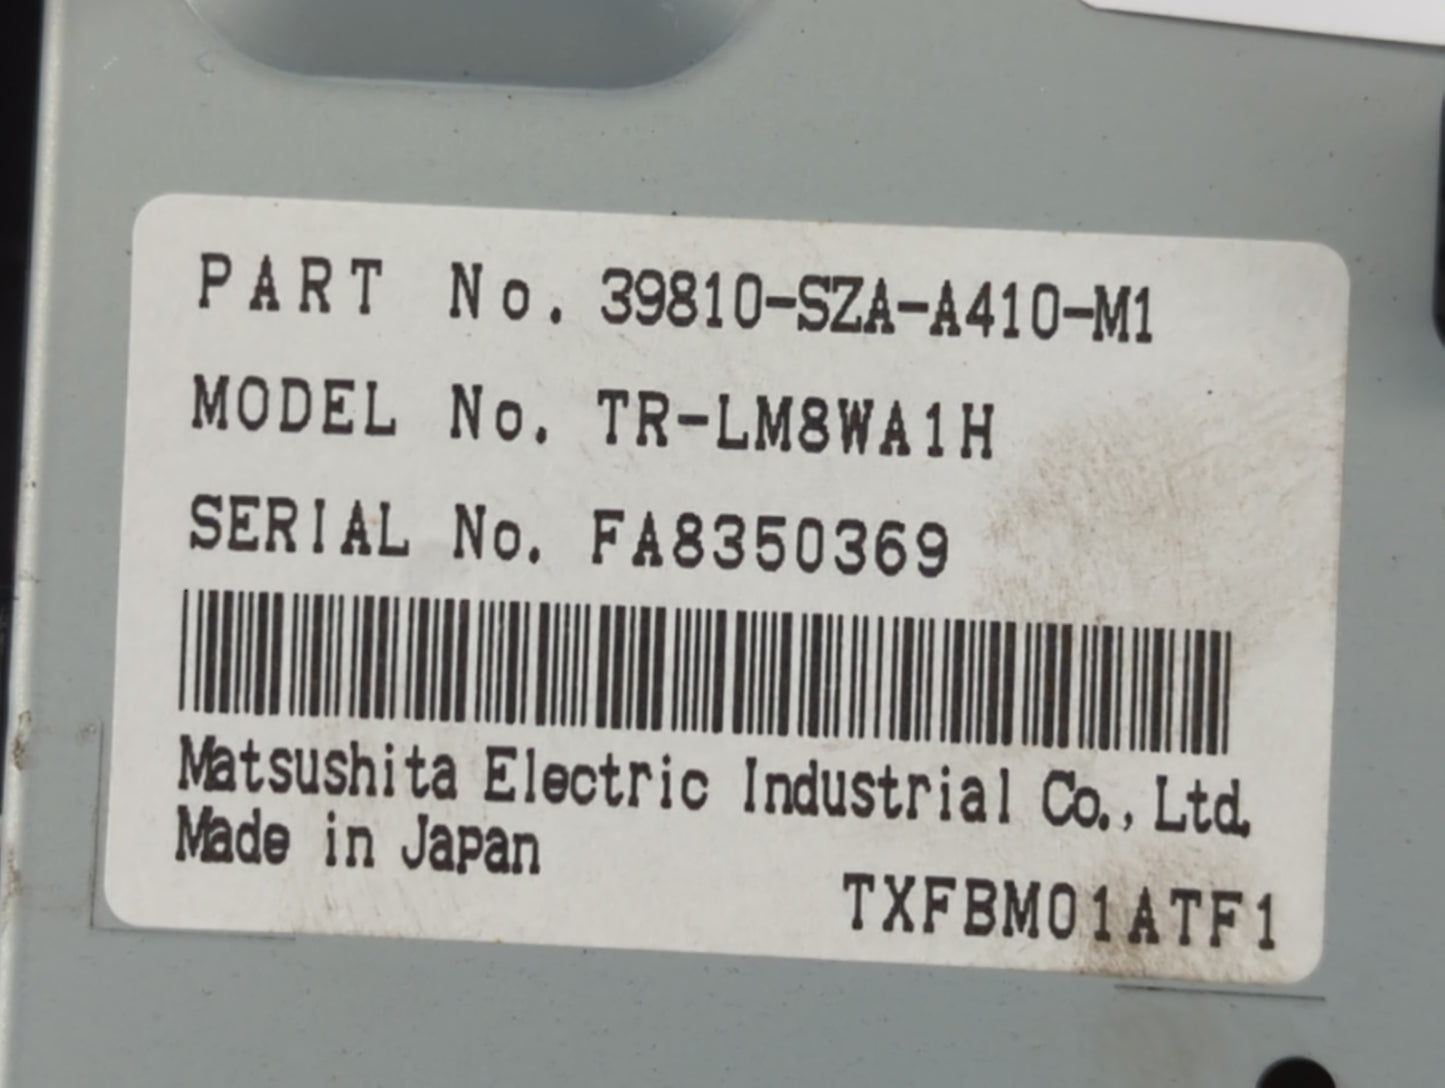 PART No. 39810-SZA-A410-M1
MODEL No. TR-LM8WA1H
SERIAL No. FA8350369
Matsushita Electric Industrial Co., Ltd.
Made in Japan
TXFBM01ATF1